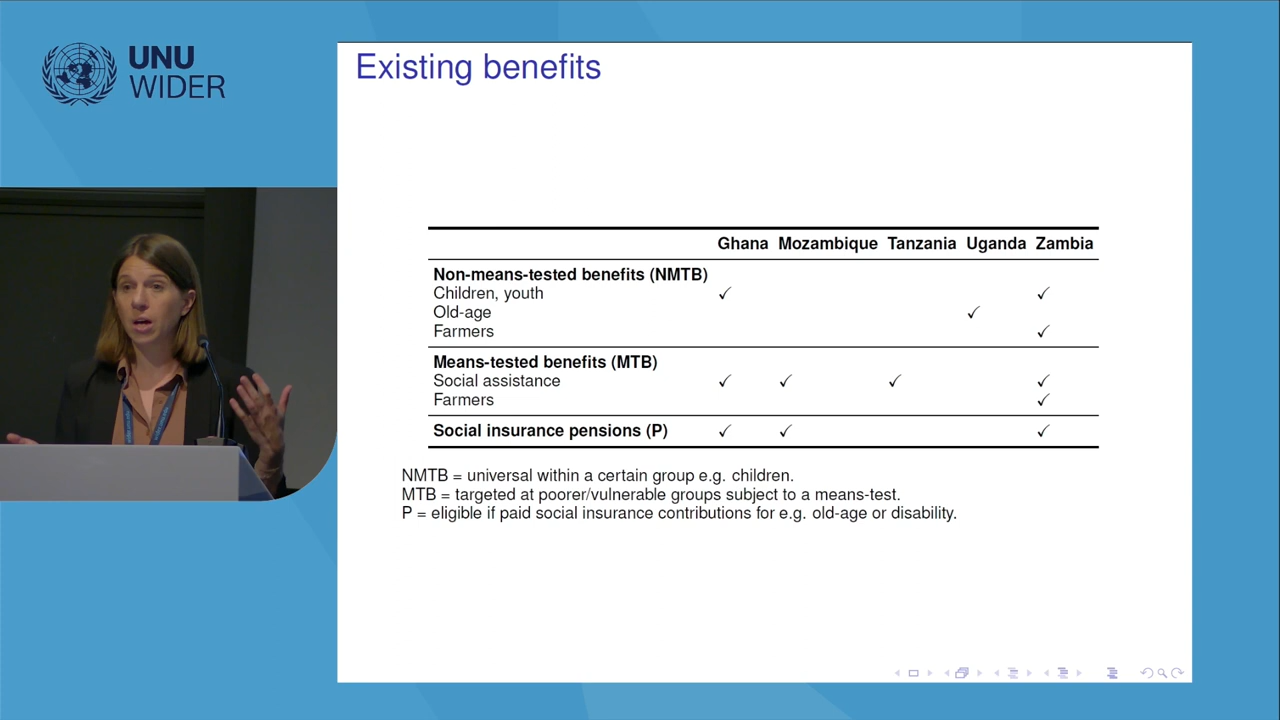 UNU
WIDER
Existing benefits
Ghana Mozambique Tanzania Uganda Zambia
Non-means-tested benefits (NMTB)
Children, youth ✓ ✓
Old-age ✓
Farmers ✓
Means-tested benefits (MTB)
Social assistance ✓ ✓ ✓ ✓
Farmers ✓
Social insurance pensions (P) ✓ ✓ ✓
NMTB = universal within a certain group e.g. children.
MTB = targeted at poorer/vulnerable groups subject to a means-test.
P = eligible if paid social insurance contributions for e.g. old-age or disability.